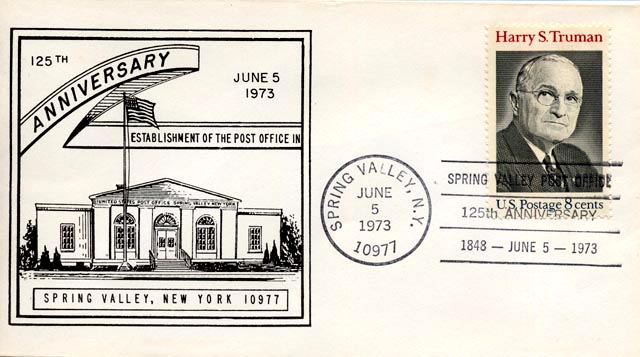 125TH
ANNIVERSARY
JUNE 5
1973
ESTABLISHMENT OF THE POST OFFICE IN
UNITED STATES POST OFFICE SPRING VALLEY, NEW YORK
SPRING VALLEY, NEW YORK 10977
SPRING VALLEY, N.Y.
JUNE
5
1973
10977
Harry S. Truman
U.S. Postage 8 cents
SPRING VALLEY POST OFFICE
125th ANNIVERSARY
1848 — JUNE 5 — 1973